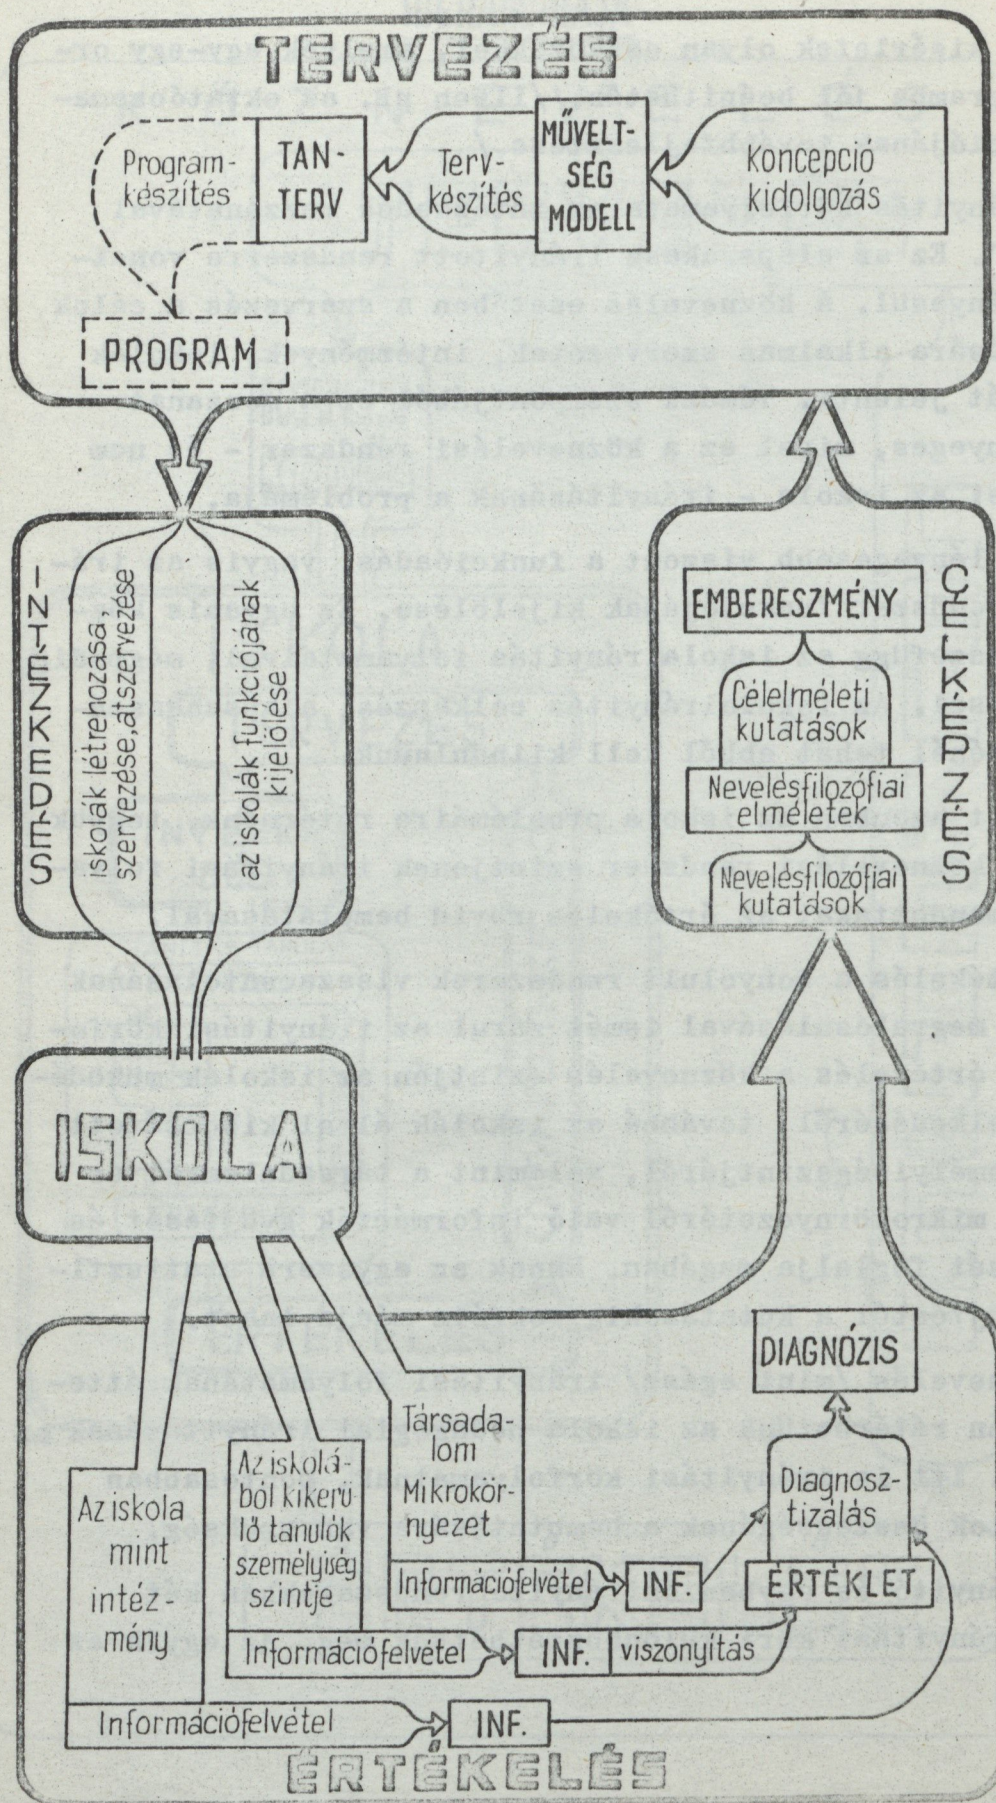 TERVEZÉS
Program-
készítés
TAN-
TERV
Terv-
készítés
MŰVELT-
SÉG
MODELL
Koncepció
kidolgozás
PROGRAM
INTÉZKEDÉS
iskolák létrehozása,
szervezése, átszervezése
az iskolák funkciójának
kijelölése
CÉLKÉPZÉS
EMBERESZMÉNY
Célelméleti
kutatások
Nevelésfilozófiai
elméletek
Nevelésfilozófiai
kutatások
ISKOLA
Az iskola
mint
intéz-
mény
Az iskolá-
ból kikerü-
lő tanulók
személyiség
szintje
Társada-
lom
Mikrokör-
nyezet
DIAGNÓZIS
Diagnosz-
tizálás
ÉRTÉKLET
Információfelvétel
INF.
Információfelvétel
INF.
viszonyítás
Információfelvétel
INF.
ÉRTÉKELÉS